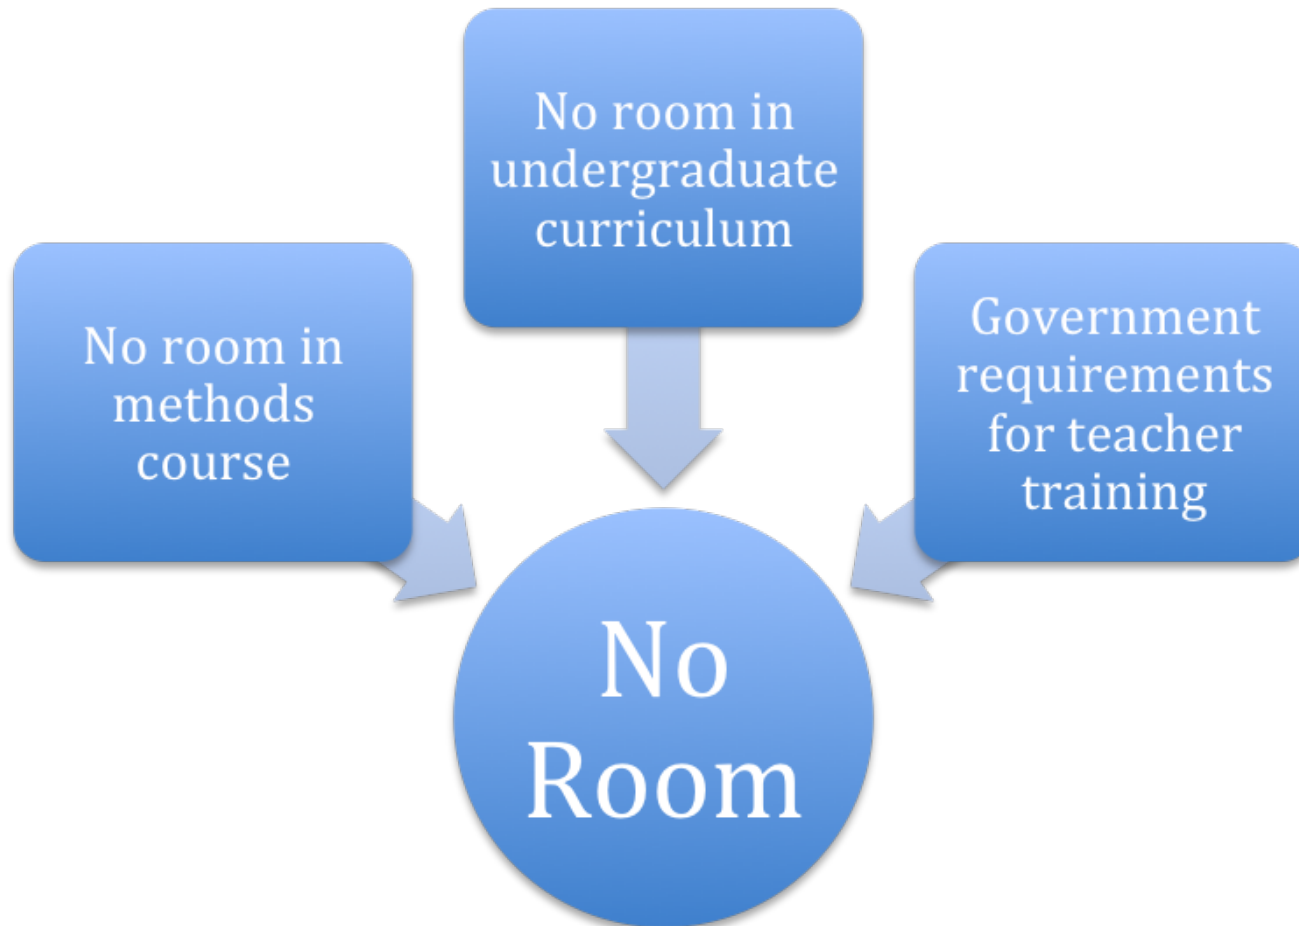 No room in
undergraduate
curriculum
No room in
methods
course
Government
requirements
for teacher
training
No
Room